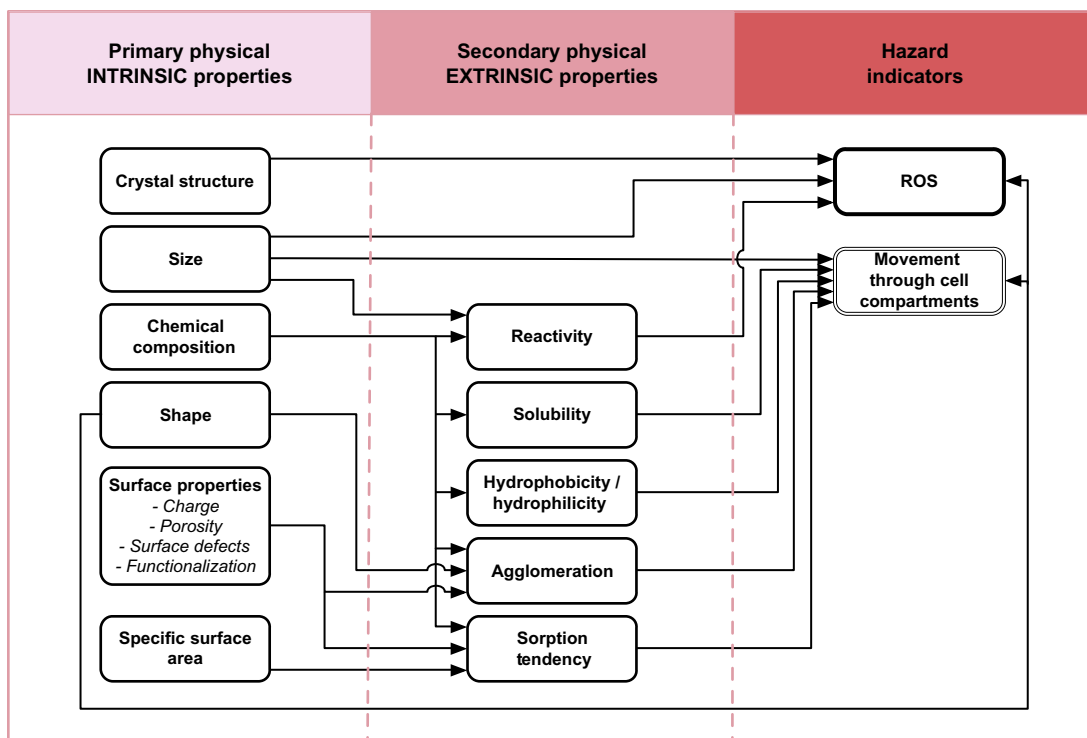 Primary physical
INTRINSIC properties
Secondary physical
EXTRINSIC properties
Hazard
indicators
Crystal structure
Size
Chemical
composition
Shape
Surface properties
- Charge
- Porosity
- Surface defects
- Functionalization
Specific surface
area
Reactivity
Solubility
Hydrophobicity /
hydrophilicity
Agglomeration
Sorption
tendency
ROS
Movement
through cell
compartments